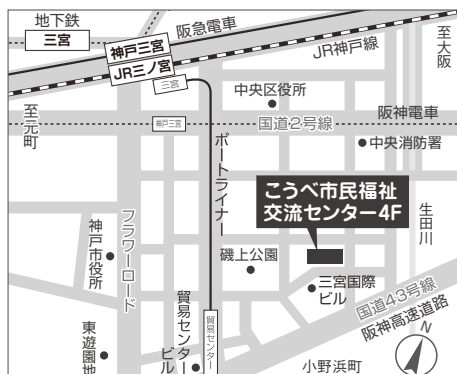 地下鉄
三宮
阪急電車
神戸三宮
JR三ノ宮
JR神戸線
至大阪
三宮
中央区役所
至元町
阪神電車
神戸三宮
国道2号線
中央消防署
ポートライナー
こうべ市民福祉
交流センター4F
生田川
フラワーロード
神戸市役所
磯上公園
三宮国際
ビル
国道43号線
阪神高速道路
貿易センター
ビル
貿易センター
東遊園地
小野浜町
N